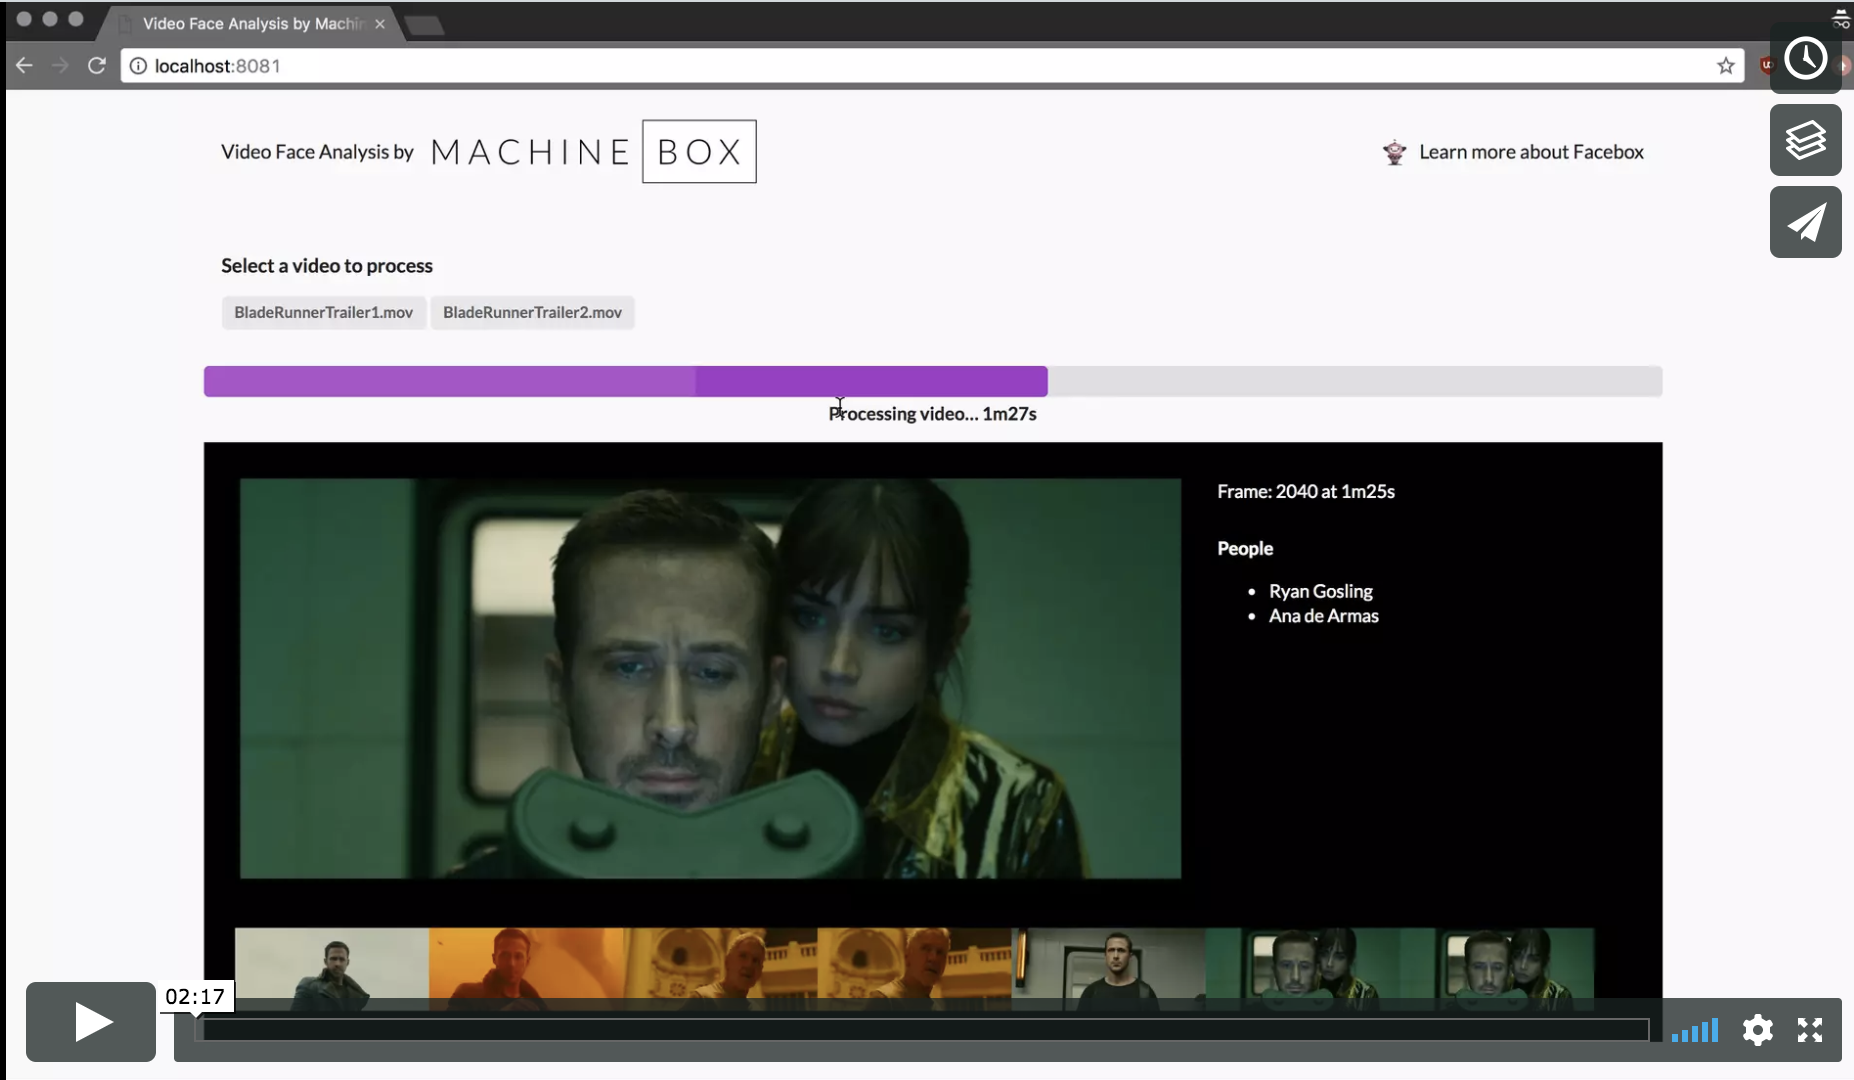 Video Face Analysis by Machin
localhost:8081
Video Face Analysis by MACHINE BOX
Learn more about Facebox
Select a video to process
BladeRunnerTrailer1.mov BladeRunnerTrailer2.mov
Processing video... 1m27s
Frame: 2040 at 1m25s
People
Ryan Gosling
Ana de Armas
02:17